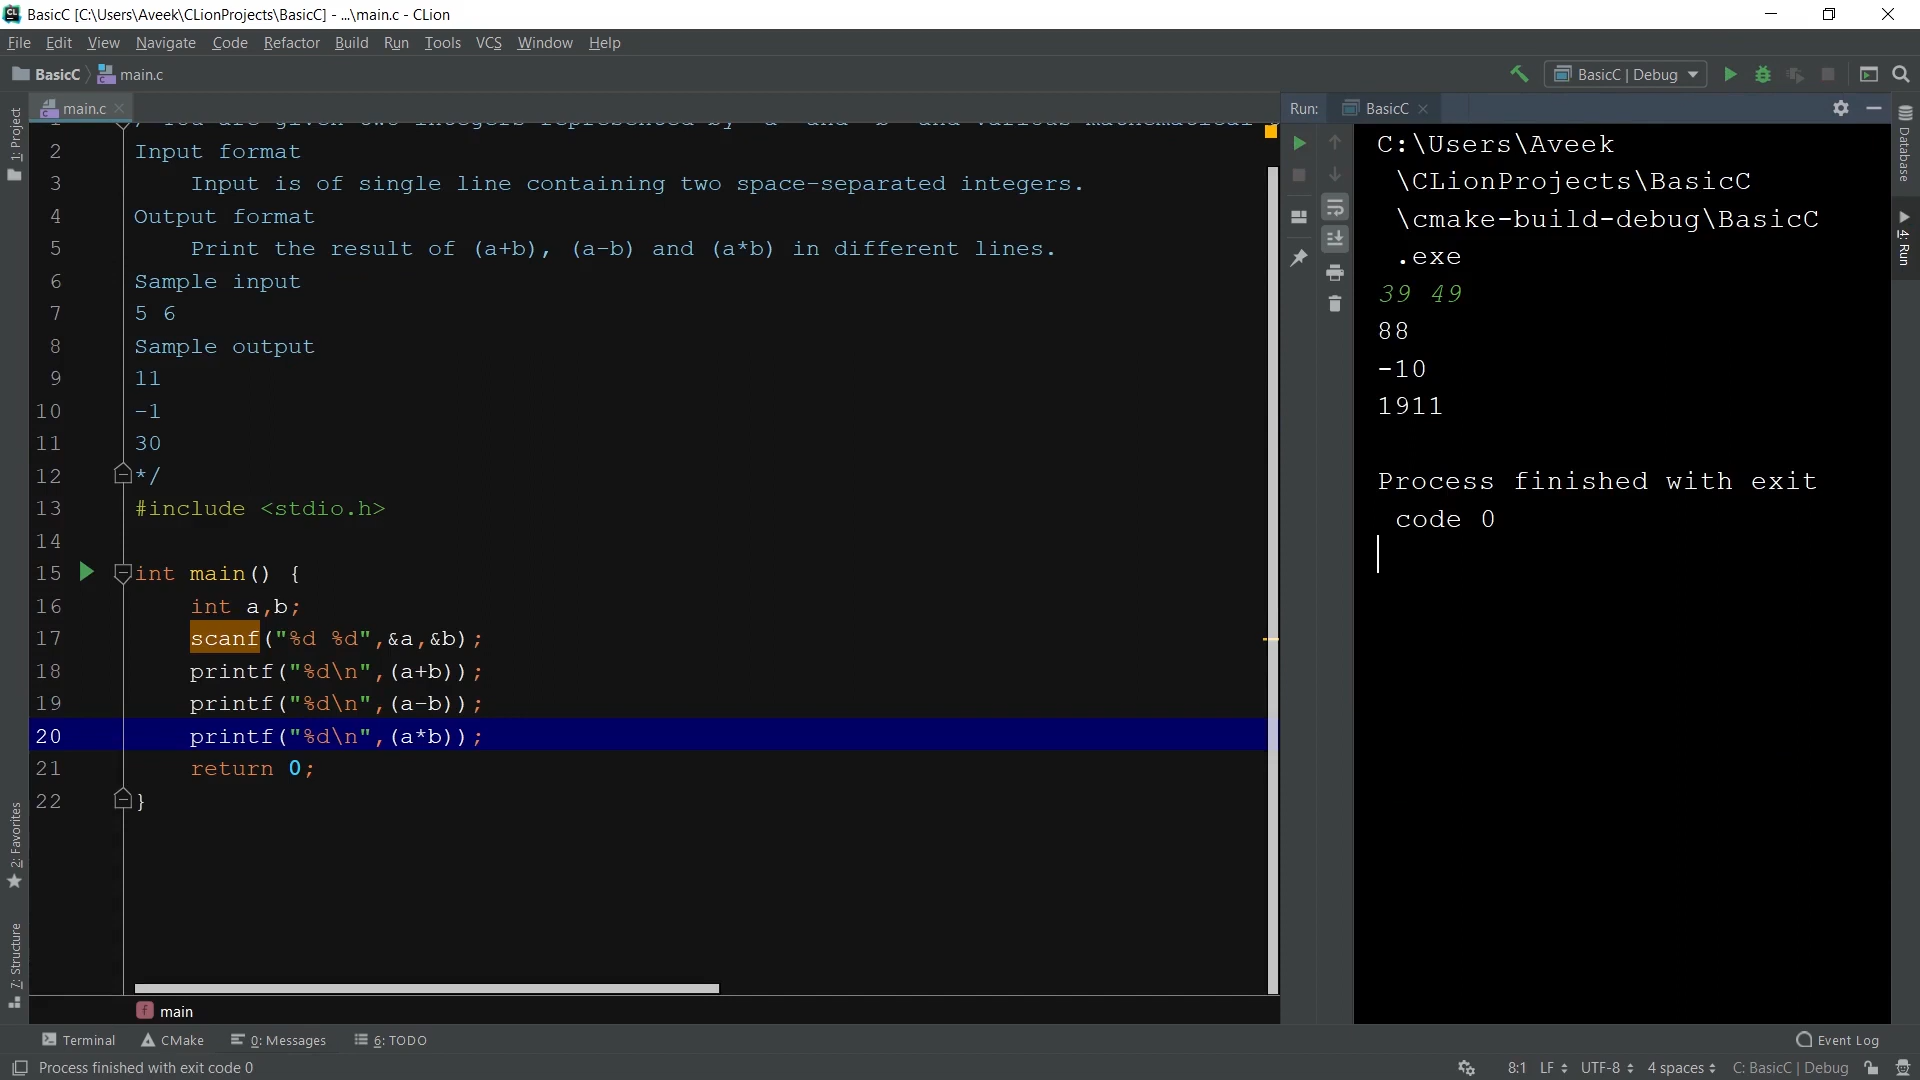 BasicC [C:\Users\Aveek\CLionProjects\BasicC] - ...\main.c - CLion
File Edit View Navigate Code Refactor Build Run Tools VCS Window Help
BasicC main.c BasicC | Debug
main.c
Run: BasicC
1: Project
2: Favorites
7: Structure
2 Input format
3 Input is of single line containing two space-separated integers.
4 Output format
5 Print the result of (a+b), (a-b) and (a*b) in different lines.
6 Sample input
7 5 6
8 Sample output
9 11
10 -1
11 30
12 */
13 #include <stdio.h>
14
15 int main() {
16 int a,b;
17 scanf("%d %d",&a,&b);
18 printf("%d\n",(a+b));
19 printf("%d\n",(a-b));
20 printf("%d\n",(a*b));
21 return 0;
22 }
main
C:\Users\Aveek
\CLionProjects\BasicC
\cmake-build-debug\BasicC
.exe
39 49
88
-10
1911
Process finished with exit
code 0
Database
4: Run
Terminal CMake 0: Messages 6: TODO Event Log
Process finished with exit code 0 8:1 LF UTF-8 4 spaces C: BasicC | Debug